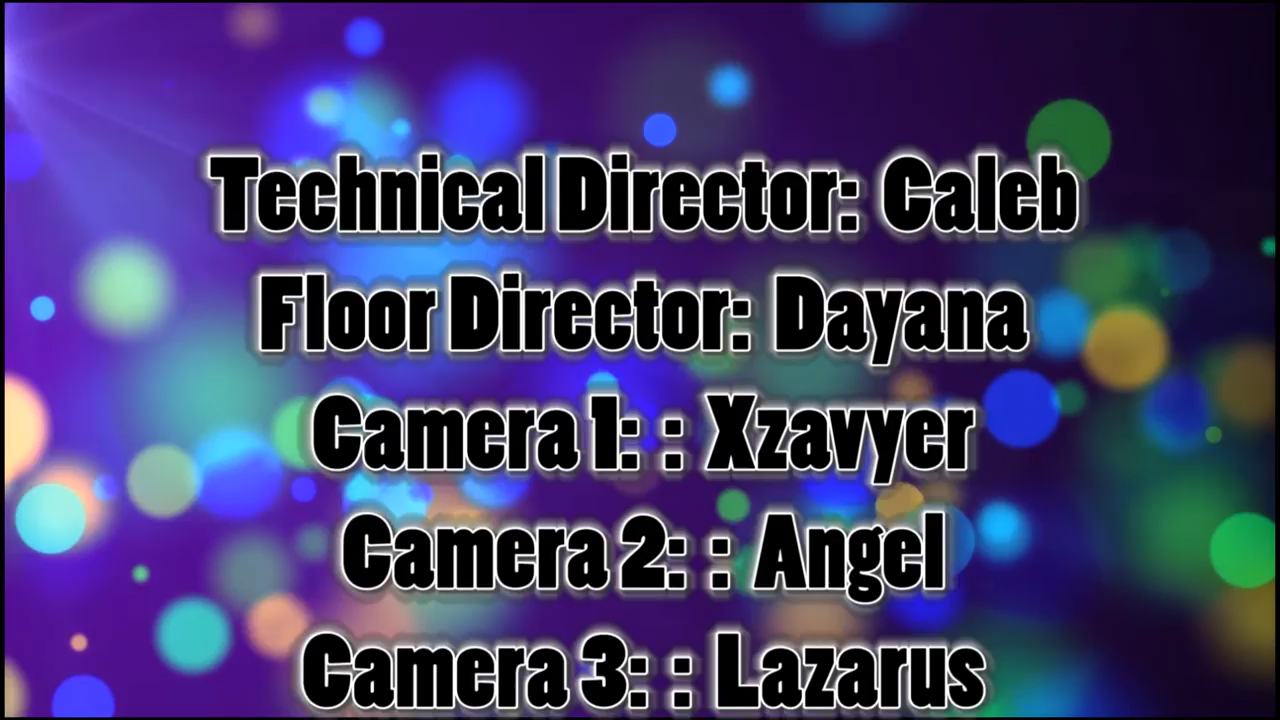 Technical Director: Caleb
Floor Director: Dayana
Camera 1: : Xzavyer
Camera 2: : Angel
Camera 3: : Lazarus